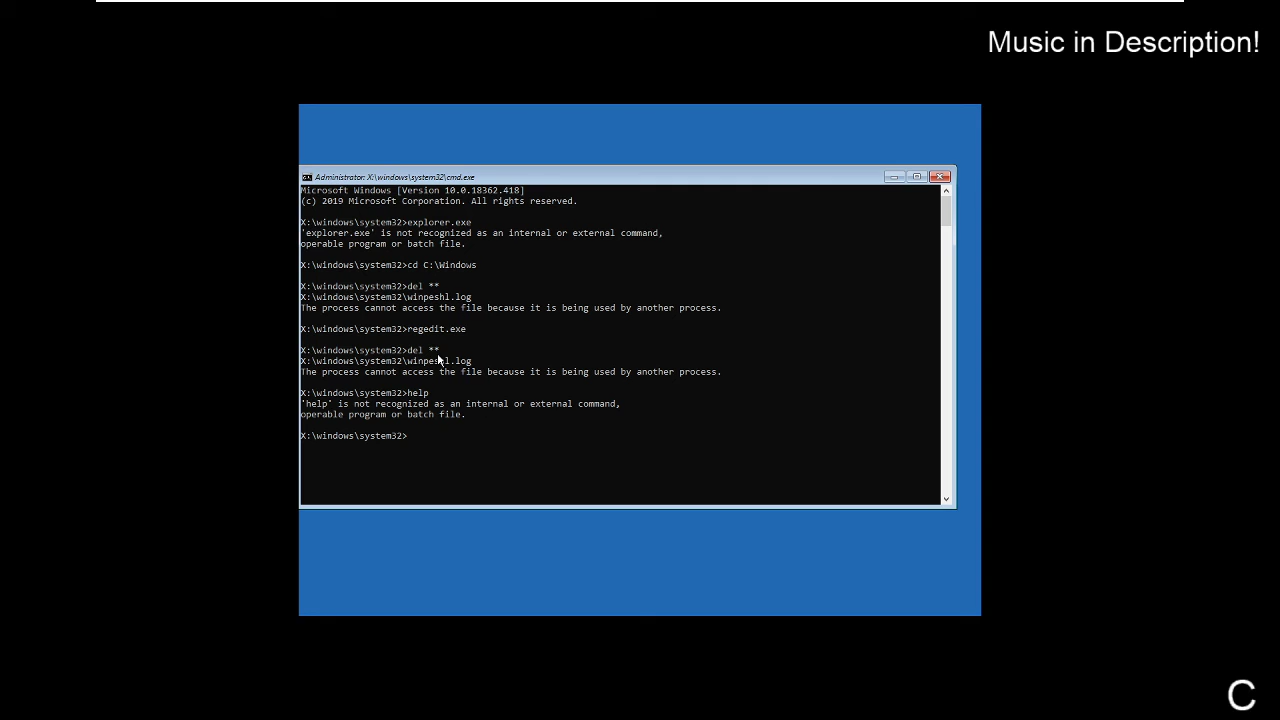 Music in Description!
Administrator: X:\windows\system32\cmd.exe
Microsoft Windows [Version 10.0.18362.418]
(c) 2019 Microsoft Corporation. All rights reserved.
X:\windows\system32>explorer.exe
'explorer.exe' is not recognized as an internal or external command,
operable program or batch file.
X:\windows\system32>cd C:\Windows
X:\windows\system32>del **
X:\windows\system32\winpeshl.log
The process cannot access the file because it is being used by another process.
X:\windows\system32>regedit.exe
X:\windows\system32>del **
X:\windows\system32\winpeshl.log
The process cannot access the file because it is being used by another process.
X:\windows\system32>help
'help' is not recognized as an internal or external command,
operable program or batch file.
X:\windows\system32>
C